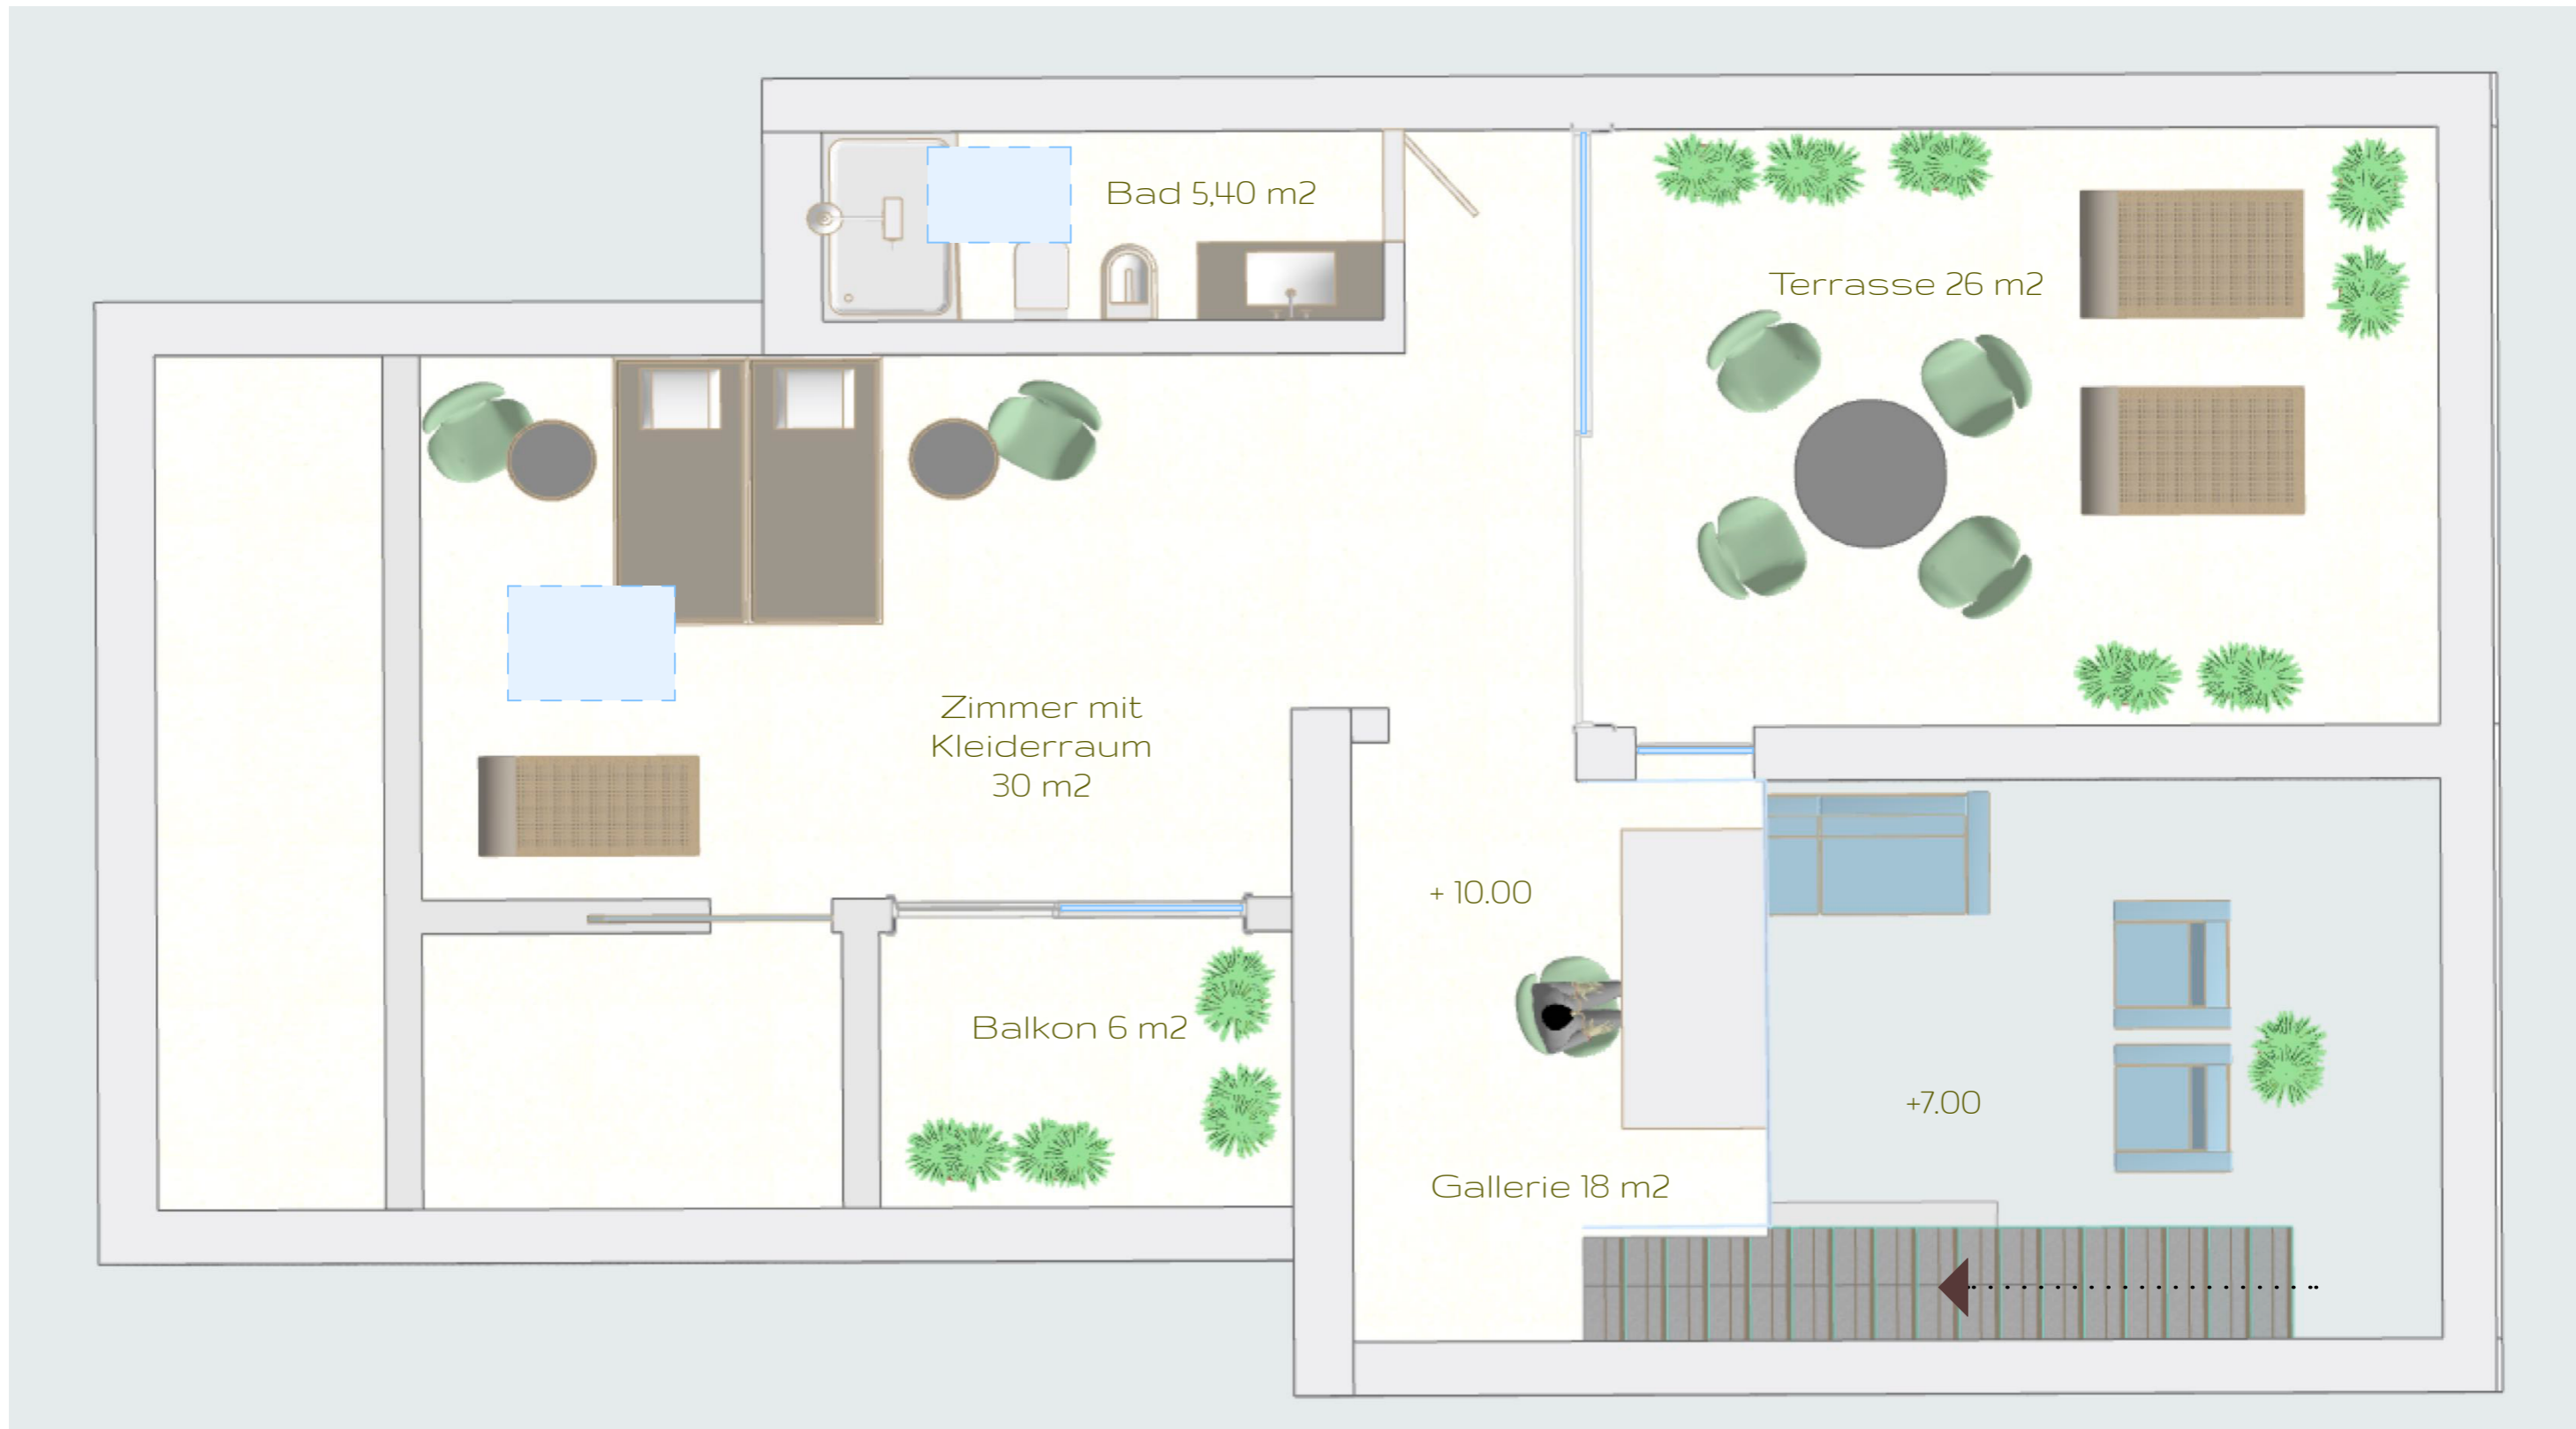 Bad 5,40 m2
Terrasse 26 m2
Zimmer mit
Kleiderraum
30 m2
+ 10.00
Balkon 6 m2
+7.00
Gallerie 18 m2